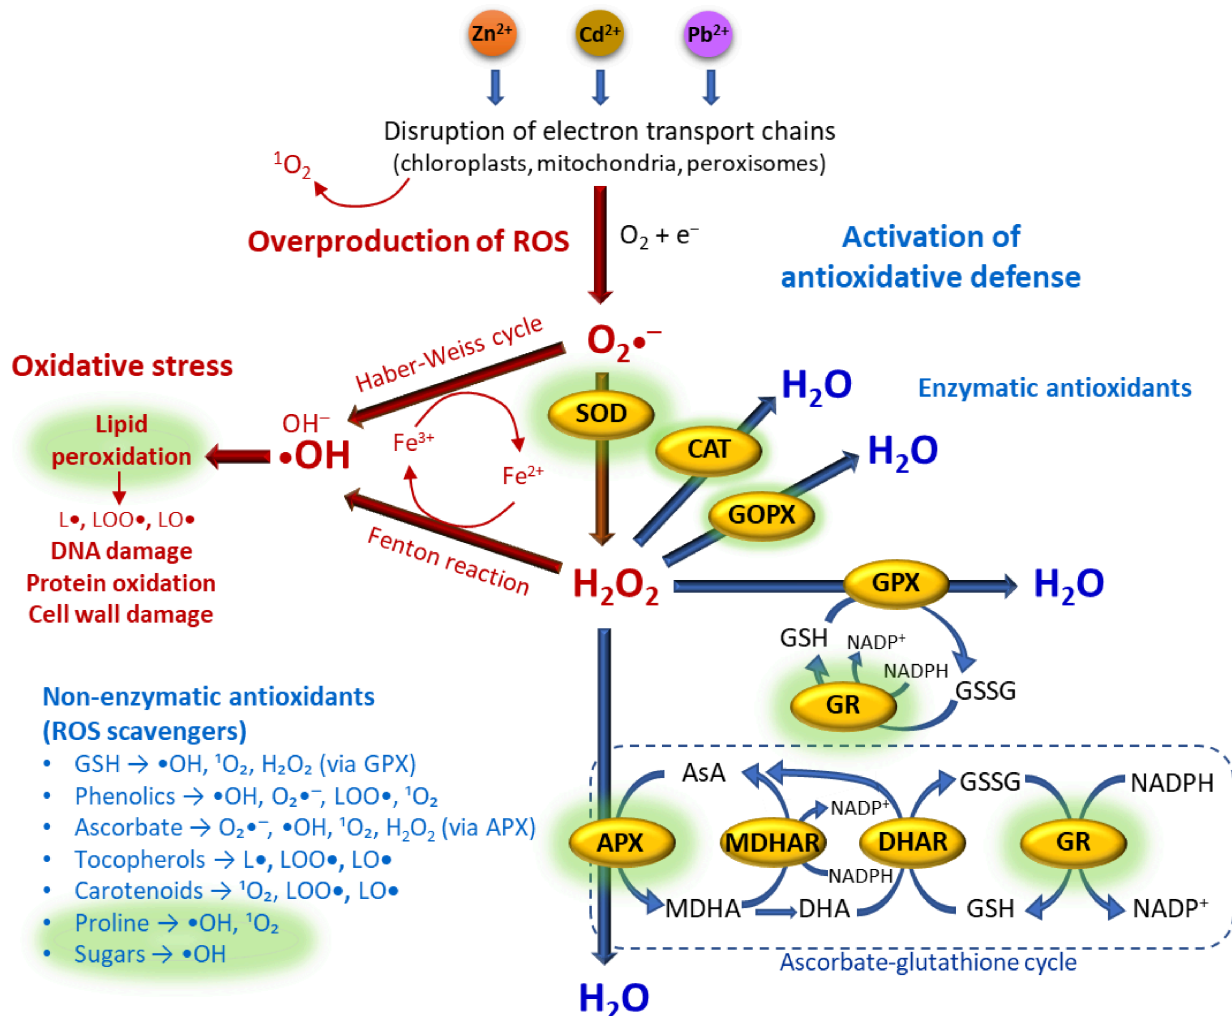 Zn²⁺ Cd²⁺ Pb²⁺
Disruption of electron transport chains
(chloroplasts, mitochondria, peroxisomes)
¹O₂
Overproduction of ROS
O₂ + e⁻
Activation of
antioxidative defense
O₂•⁻
Haber-Weiss cycle
Oxidative stress
H₂O
Enzymatic antioxidants
SOD
Lipid
peroxidation
OH⁻
•OH
Fe³⁺
Fe²⁺
CAT
H₂O
GOPX
L•, LOO•, LO•
DNA damage
Protein oxidation
Cell wall damage
Fenton reaction
H₂O₂
GPX
H₂O
GSH
NADP⁺
NADPH
GSSG
GR
Non-enzymatic antioxidants
(ROS scavengers)
• GSH → •OH, ¹O₂, H₂O₂ (via GPX)
• Phenolics → •OH, O₂•⁻, LOO•, ¹O₂
• Ascorbate → O₂•⁻, •OH, ¹O₂, H₂O₂ (via APX)
• Tocopherols → L•, LOO•, LO•
• Carotenoids → ¹O₂, LOO•, LO•
• Proline → •OH, ¹O₂
• Sugars → •OH
AsA
GSSG
NADPH
NADP⁺
APX
MDHAR
DHAR
GR
NADPH
MDHA
DHA
GSH
NADP⁺
Ascorbate-glutathione cycle
H₂O